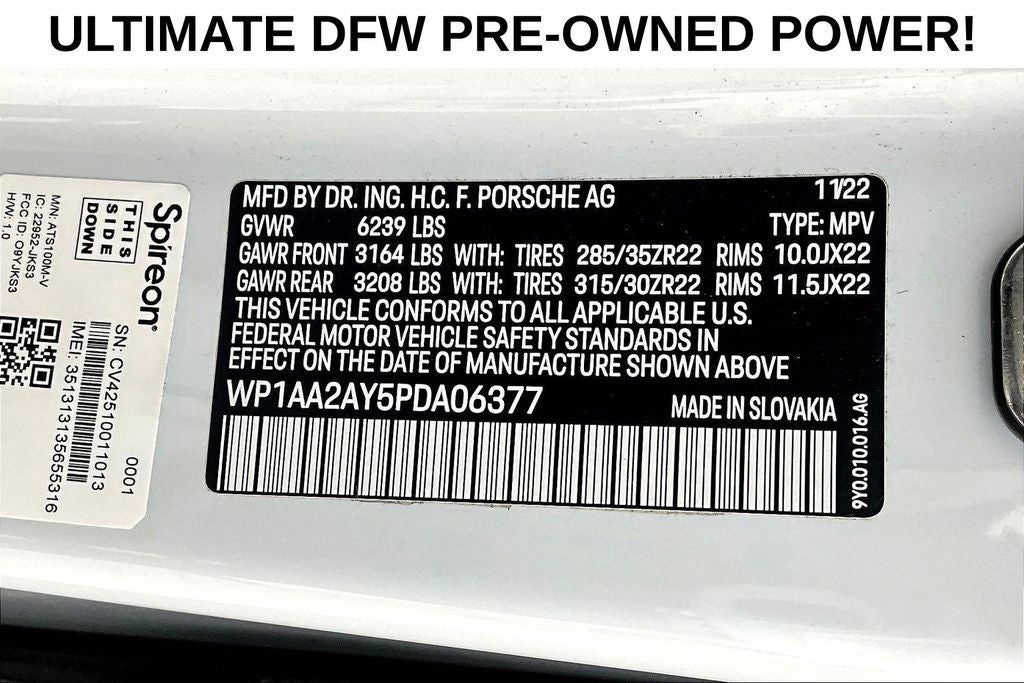 ULTIMATE DFW PRE-OWNED POWER!
MFD BY DR. ING. H.C. F. PORSCHE AG 11/22
GVWR 6239 LBS TYPE: MPV
GAWR FRONT 3164 LBS WITH: TIRES 285/35ZR22 RIMS 10.0JX22
GAWR REAR 3208 LBS WITH: TIRES 315/30ZR22 RIMS 11.5JX22
THIS VEHICLE CONFORMS TO ALL APPLICABLE U.S.
FEDERAL MOTOR VEHICLE SAFETY STANDARDS IN
EFFECT ON THE DATE OF MANUFACTURE SHOWN ABOVE
WP1AA2AY5PDA06377 MADE IN SLOVAKIA
9Y0.010.016.AG
Spireon®
THIS
SIDE
DOWN
M/N: ATS100M-V
IC: 22952-JKS3
FCC ID: O9YJKS3
H/W: 1.0
0001
SN: CV42510011013
IMEI: 351313135655316